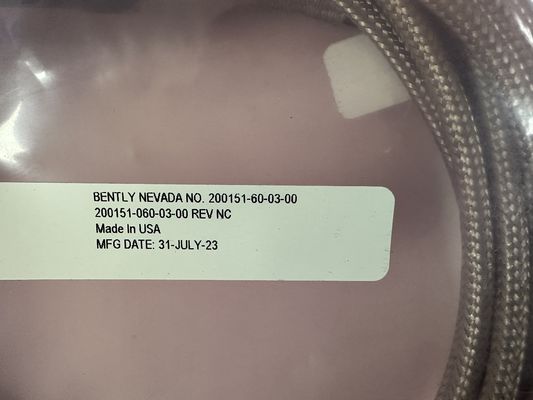 BENTLY NEVADA NO. 200151-60-03-00
200151-060-03-00 REV NC
Made In USA
MFG DATE: 31-JULY-23